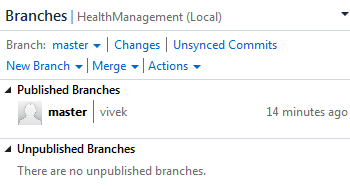 Branches | HealthManagement (Local)
Branch: master | Changes | Unsynced Commits
New Branch | Merge | Actions
Published Branches
master | vivek 14 minutes ago
Unpublished Branches
There are no unpublished branches.